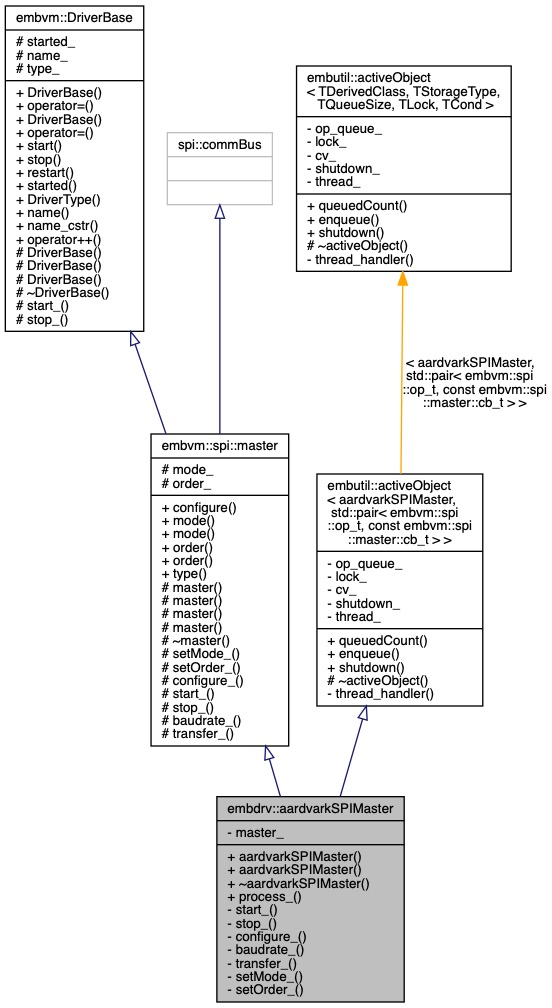 embvm::DriverBase
# started_
# name_
# type_
+ DriverBase()
+ operator=()
+ DriverBase()
+ operator=()
+ start()
+ stop()
+ restart()
+ started()
+ DriverType()
+ name()
+ name_cstr()
+ operator++()
# DriverBase()
# DriverBase()
# DriverBase()
# ~DriverBase()
# start_()
# stop_()
spi::commBus
embutil::activeObject
< TDerivedClass, TStorageType,
TQueueSize, TLock, TCond >
- op_queue_
- lock_
- cv_
- shutdown_
- thread_
+ queuedCount()
+ enqueue()
+ shutdown()
# ~activeObject()
- thread_handler()
< aardvarkSPIMaster,
std::pair< embvm::spi
::op_t, const embvm::spi
::master::cb_t > >
embvm::spi::master
# mode_
# order_
+ configure()
+ mode()
+ mode()
+ order()
+ order()
+ type()
# master()
# master()
# master()
# master()
# ~master()
# setMode_()
# setOrder_()
# configure_()
# start_()
# stop_()
# baudrate_()
# transfer_()
embutil::activeObject
< aardvarkSPIMaster,
std::pair< embvm::spi
::op_t, const embvm::spi
::master::cb_t > >
- op_queue_
- lock_
- cv_
- shutdown_
- thread_
+ queuedCount()
+ enqueue()
+ shutdown()
# ~activeObject()
- thread_handler()
embdrv::aardvarkSPIMaster
- master_
+ aardvarkSPIMaster()
+ aardvarkSPIMaster()
+ ~aardvarkSPIMaster()
+ process_()
- start_()
- stop_()
- configure_()
- baudrate_()
- transfer_()
- setMode_()
- setOrder_()